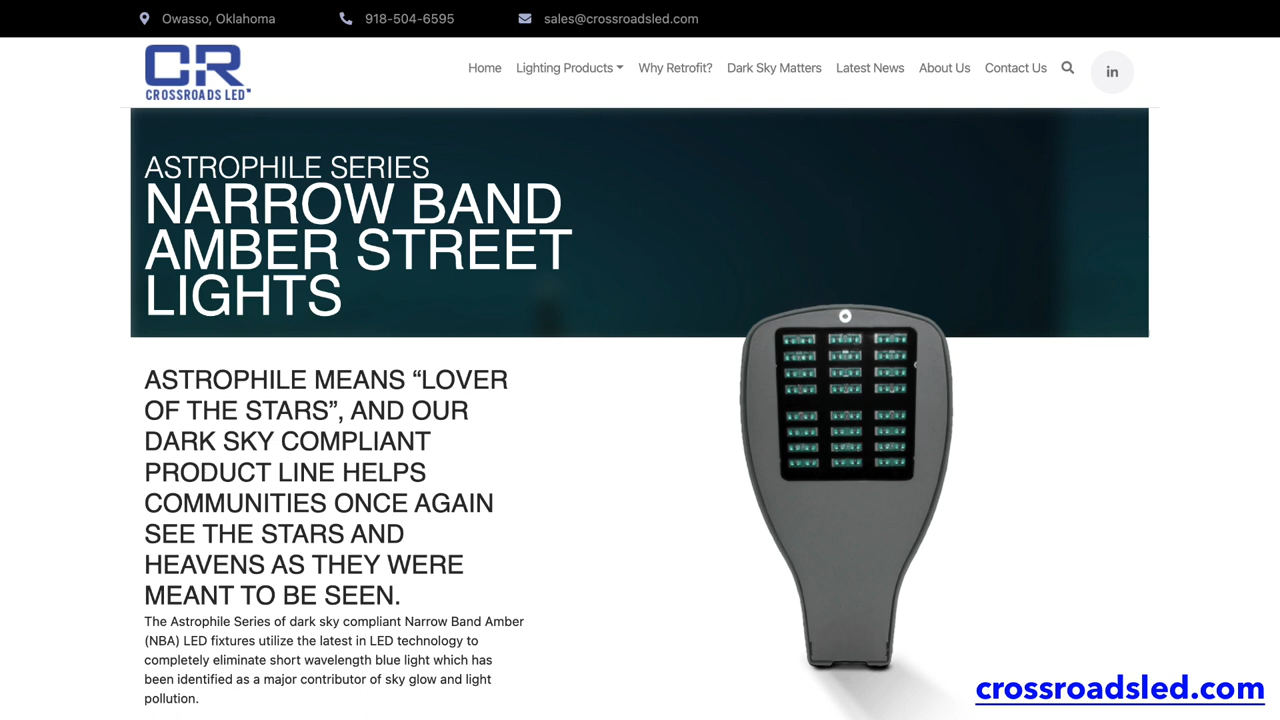 Owasso, Oklahoma
918-504-6595
sales@crossroadsled.com
CR
CROSSROADS LED™
Home
Lighting Products
Why Retrofit?
Dark Sky Matters
Latest News
About Us
Contact Us
in
ASTROPHILE SERIES
NARROW BAND
AMBER STREET
LIGHTS
ASTROPHILE MEANS “LOVER
OF THE STARS”, AND OUR
DARK SKY COMPLIANT
PRODUCT LINE HELPS
COMMUNITIES ONCE AGAIN
SEE THE STARS AND
HEAVENS AS THEY WERE
MEANT TO BE SEEN.
The Astrophile Series of dark sky compliant Narrow Band Amber
(NBA) LED fixtures utilize the latest in LED technology to
completely eliminate short wavelength blue light which has
been identified as a major contributor of sky glow and light
pollution.
crossroadsled.com